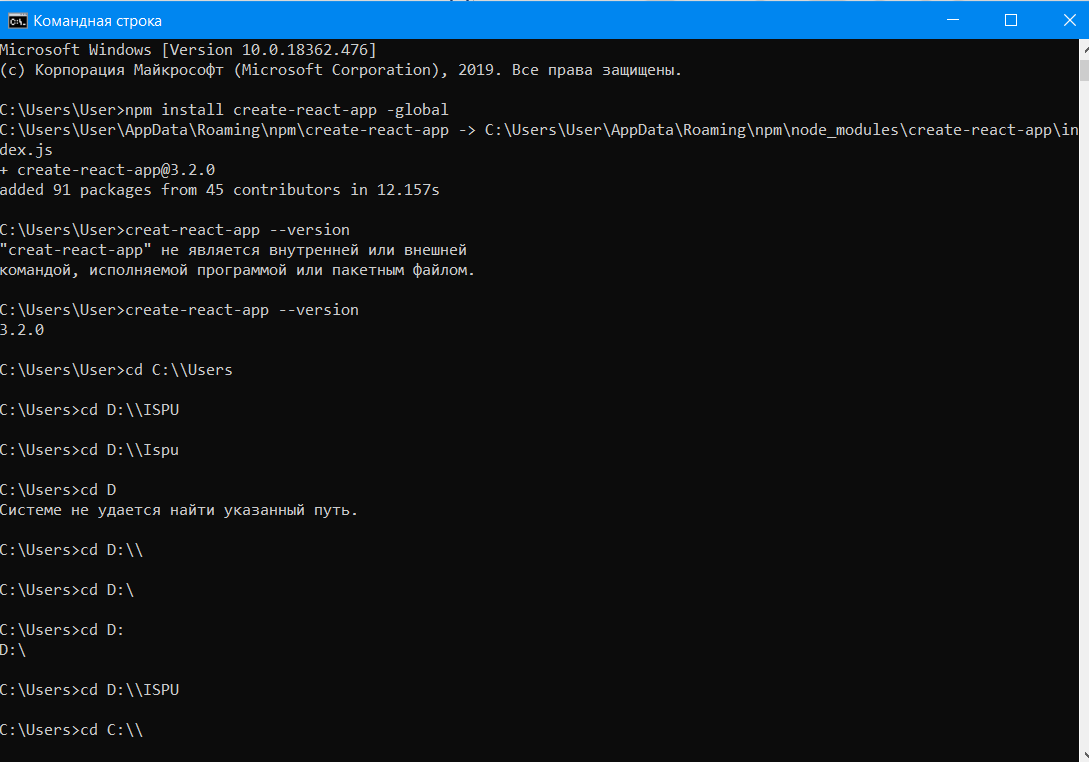 Командная строка
Microsoft Windows [Version 10.0.18362.476]
(c) Корпорация Майкрософт (Microsoft Corporation), 2019. Все права защищены.
C:\Users\User>npm install create-react-app -global
C:\Users\User\AppData\Roaming\npm\create-react-app -> C:\Users\User\AppData\Roaming\npm\node_modules\create-react-app\in
dex.js
+ create-react-app@3.2.0
added 91 packages from 45 contributors in 12.157s
C:\Users\User>creat-react-app --version
"creat-react-app" не является внутренней или внешней
командой, исполняемой программой или пакетным файлом.
C:\Users\User>create-react-app --version
3.2.0
C:\Users\User>cd C:\\Users
C:\Users>cd D:\\ISPU
C:\Users>cd D:\\Ispu
C:\Users>cd D
Системе не удается найти указанный путь.
C:\Users>cd D:\\
C:\Users>cd D:\
C:\Users>cd D:
D:\
C:\Users>cd D:\\ISPU
C:\Users>cd C:\\